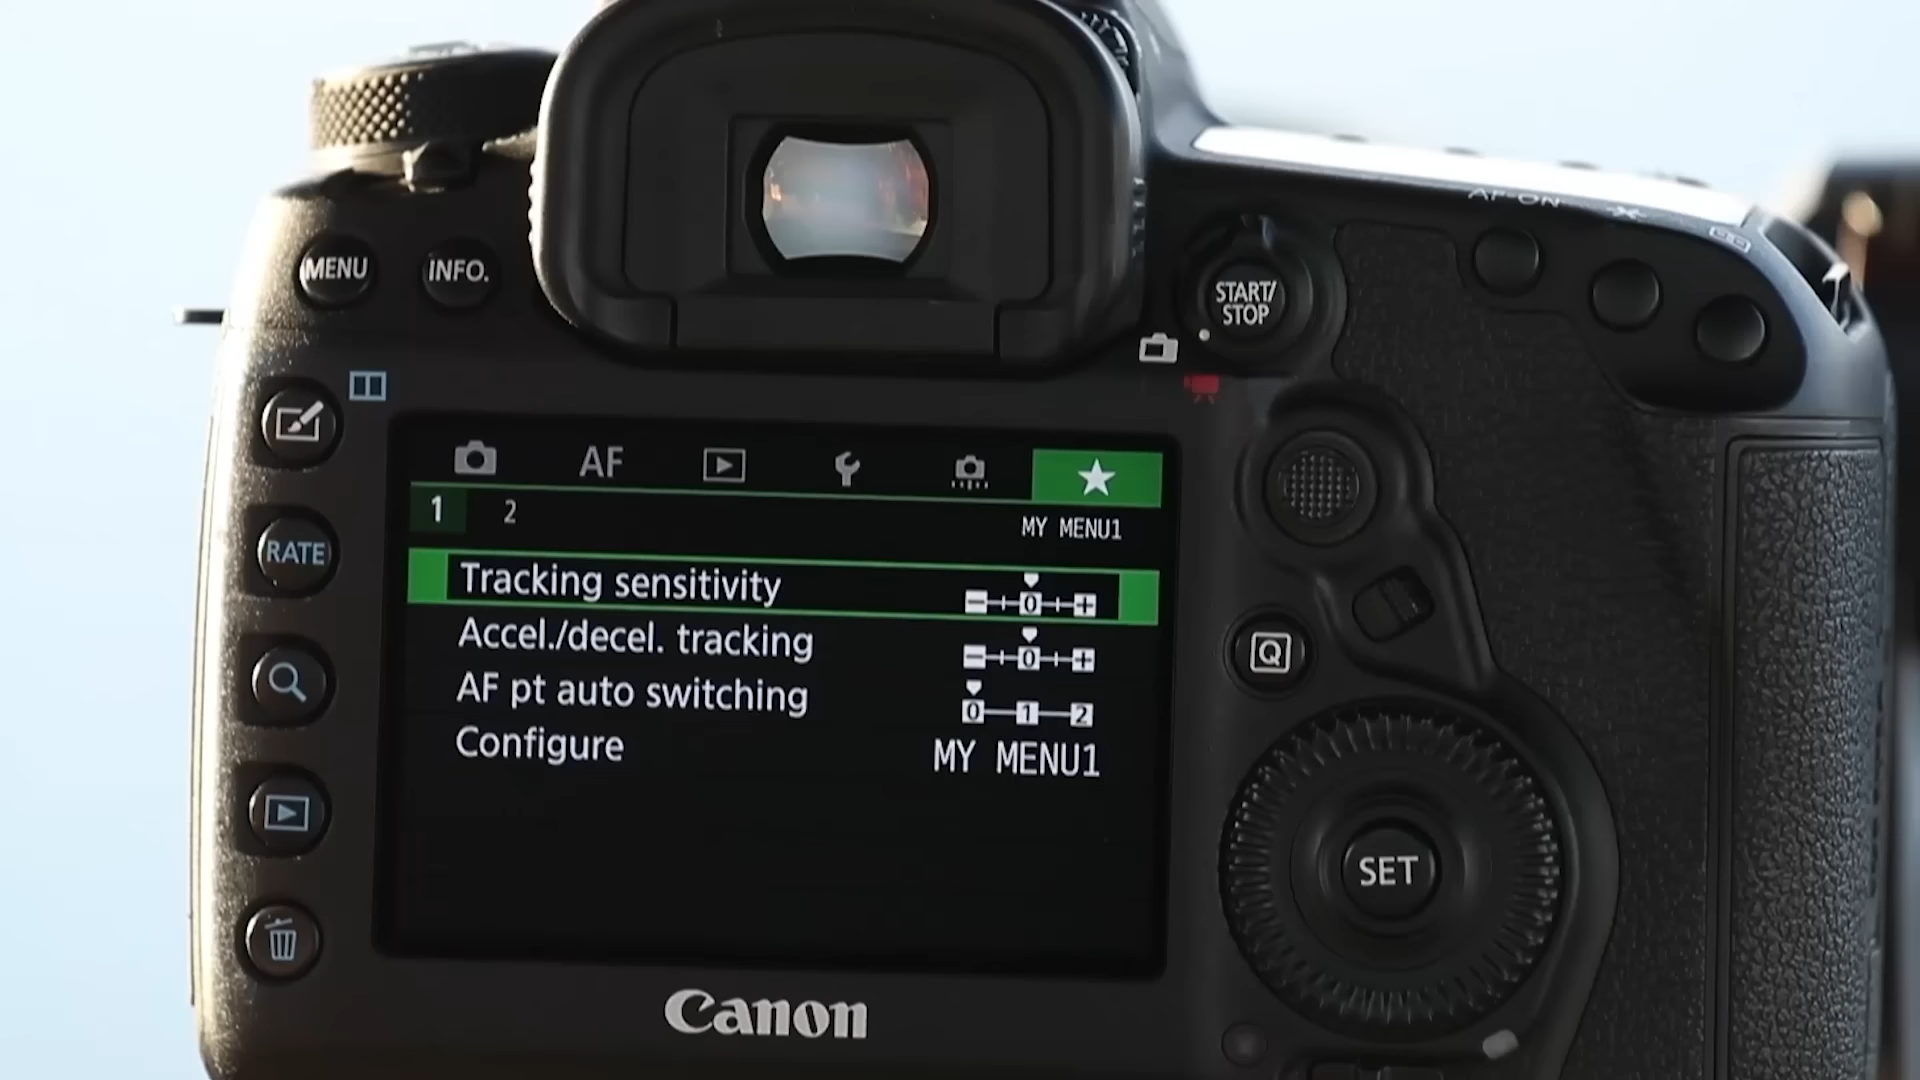 AF-ON
MENU
INFO.
START/
STOP
RATE
AF
1 2
MY MENU1
Tracking sensitivity - 0 +
Accel./decel. tracking - 0 +
AF pt auto switching 0 1 2
Configure MY MENU1
Q
SET
Canon